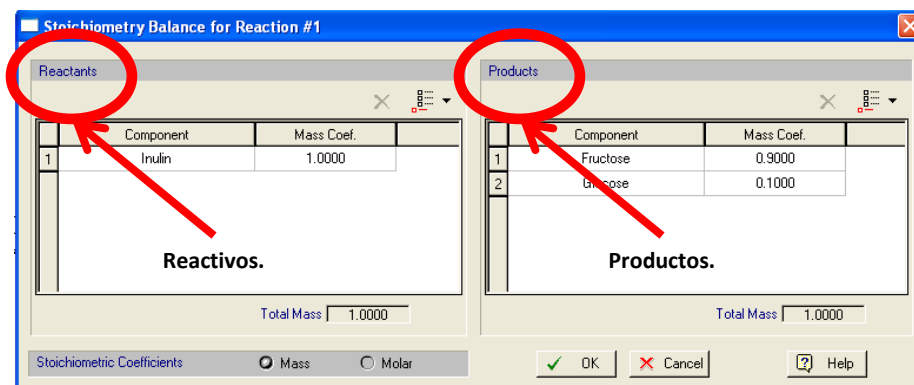 Stoichiometry Balance for Reaction #1
Reactants
Component Mass Coef.
1 Inulin 1.0000
Reactivos.
Total Mass 1.0000
Products
Component Mass Coef.
1 Fructose 0.9000
2 0.1000
Productos.
Total Mass 1.0000
Stoichiometric Coefficients Mass Molar
OK Cancel Help